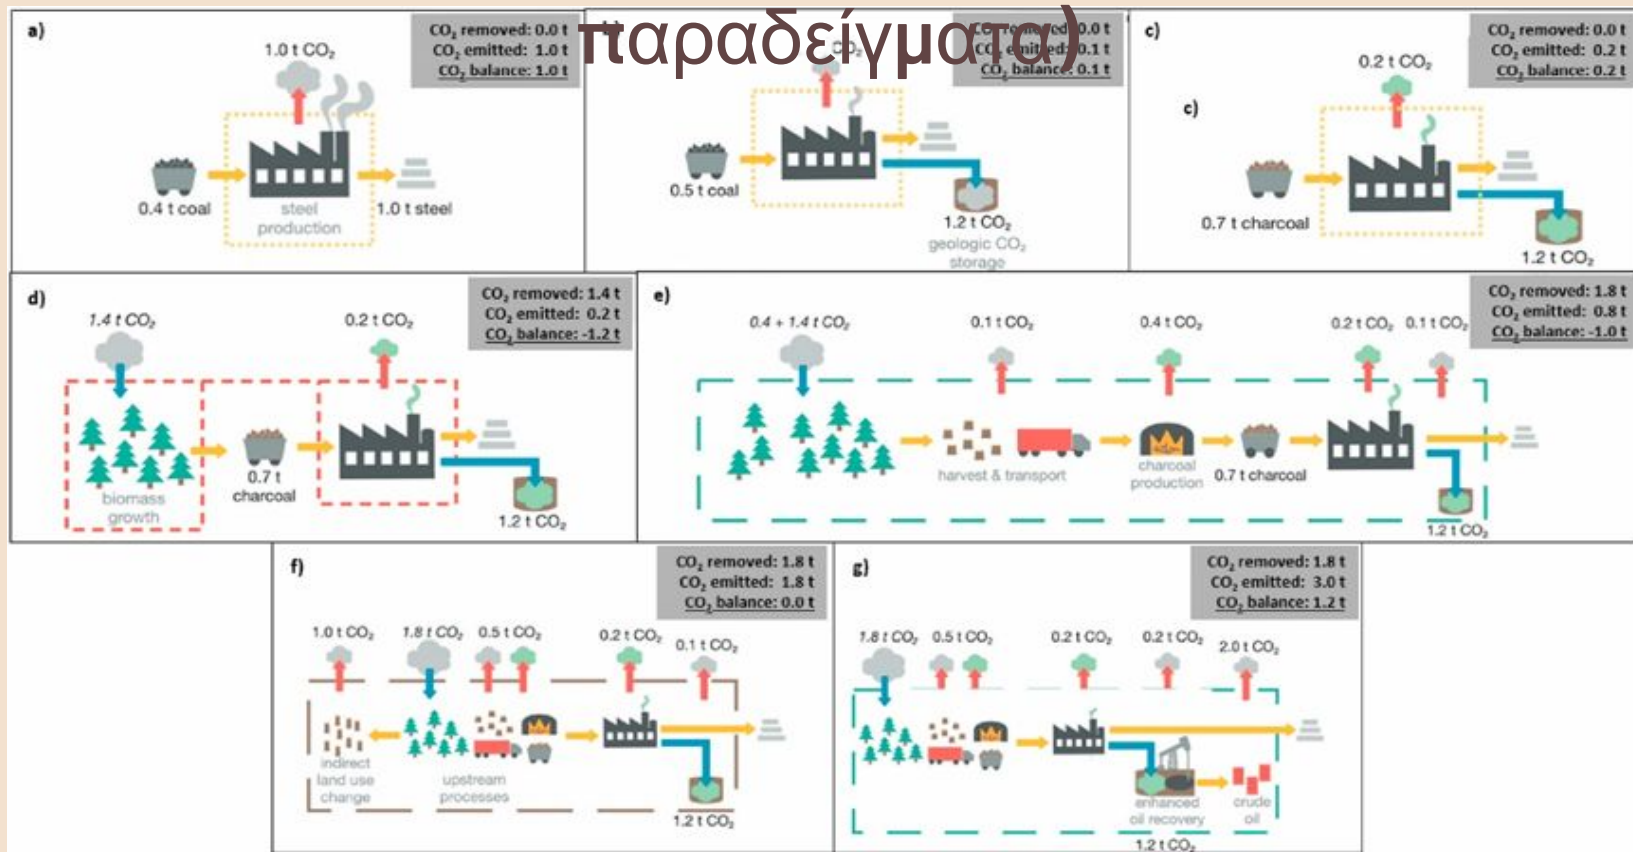 παραδείγματα)
a)
CO₂ removed: 0.0 t
CO₂ emitted: 1.0 t
CO₂ balance: 1.0 t
1.0 t CO₂
0.4 t coal
steel
production
1.0 t steel
CO₂ removed: 0.0 t
CO₂ emitted: 0.1 t
CO₂ balance: 0.1 t
CO₂
0.5 t coal
1.2 t CO₂
geologic CO₂
storage
c)
CO₂ removed: 0.0 t
CO₂ emitted: 0.2 t
CO₂ balance: 0.2 t
0.2 t CO₂
c)
0.7 t charcoal
1.2 t CO₂
d)
CO₂ removed: 1.4 t
CO₂ emitted: 0.2 t
CO₂ balance: -1.2 t
1.4 t CO₂
0.2 t CO₂
0.7 t
charcoal
biomass
growth
1.2 t CO₂
e)
CO₂ removed: 1.8 t
CO₂ emitted: 0.8 t
CO₂ balance: -1.0 t
0.4 + 1.4 t CO₂
0.1 t CO₂
0.4 t CO₂
0.2 t CO₂
0.1 t CO₂
harvest & transport
charcoal
production
0.7 t charcoal
1.2 t CO₂
f)
CO₂ removed: 1.8 t
CO₂ emitted: 1.8 t
CO₂ balance: 0.0 t
1.0 t CO₂
1.8 t CO₂
0.5 t CO₂
0.2 t CO₂
0.1 t CO₂
indirect
land use
change
upstream
processes
1.2 t CO₂
g)
CO₂ removed: 1.8 t
CO₂ emitted: 3.0 t
CO₂ balance: 1.2 t
1.8 t CO₂
0.5 t CO₂
0.2 t CO₂
0.2 t CO₂
2.0 t CO₂
enhanced
oil recovery
crude
oil
1.2 t CO₂